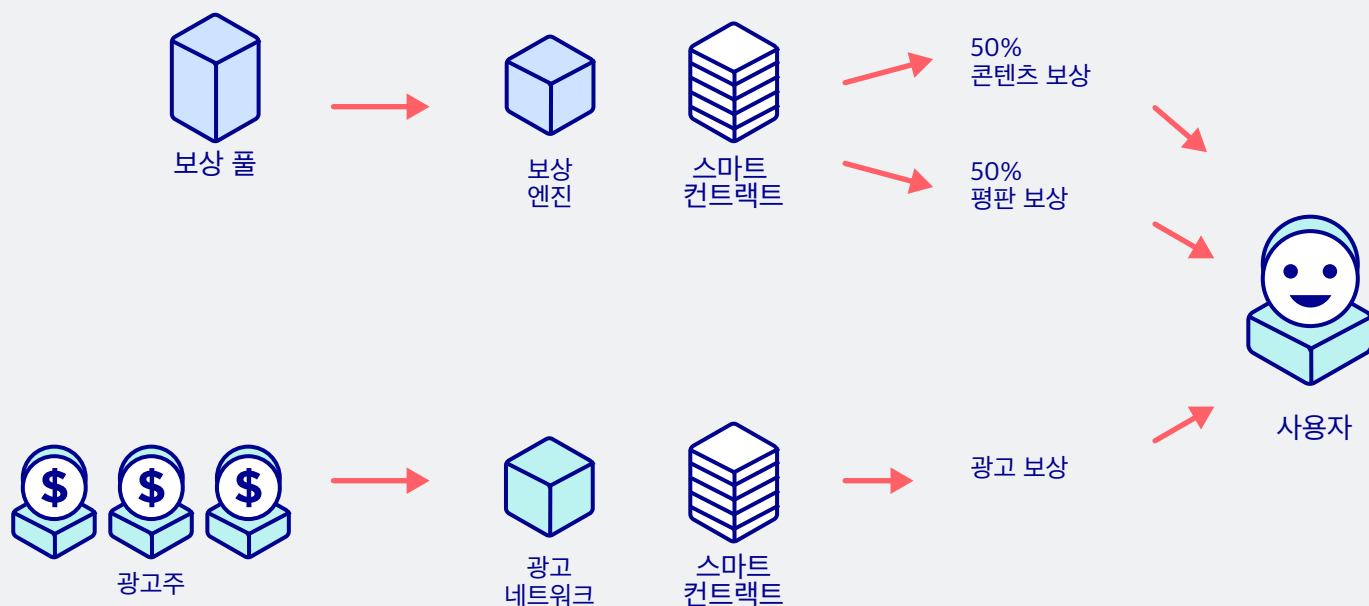 보상 풀
보상
엔진
스마트
컨트랙트
50%
콘텐츠 보상
50%
평판 보상
사용자
$ $ $
광고주
광고
네트워크
스마트
컨트랙트
광고 보상